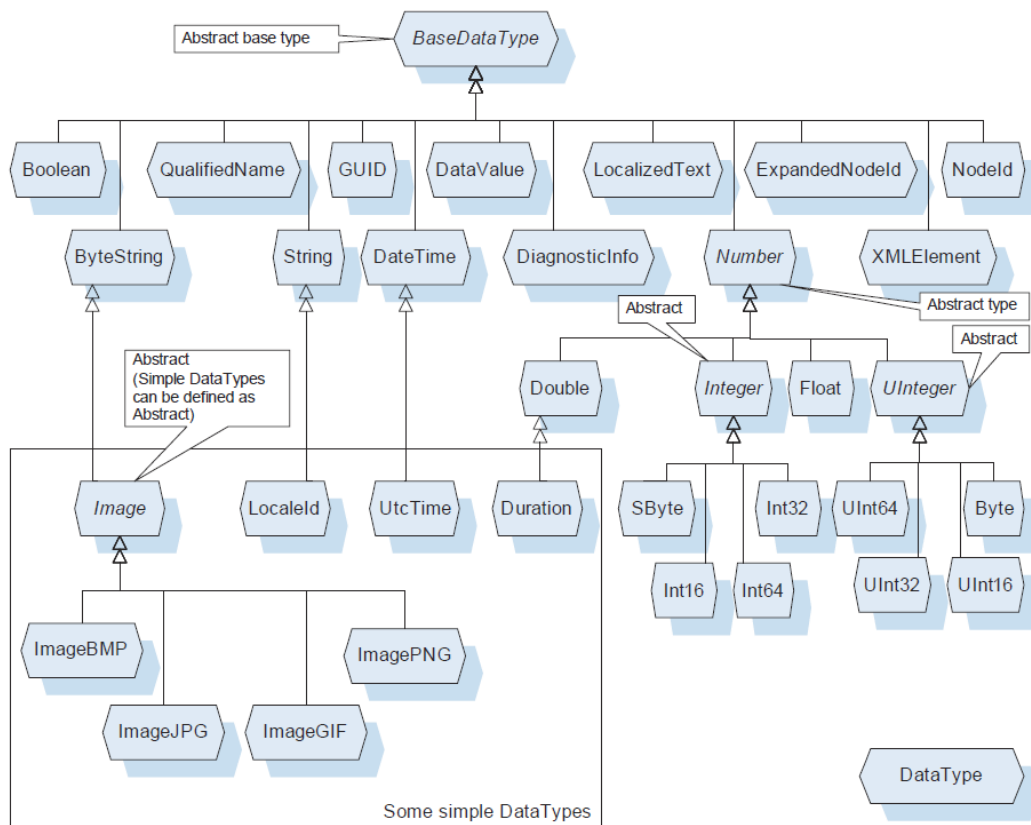 Abstract base type
BaseDataType
Boolean
QualifiedName
GUID
DataValue
LocalizedText
ExpandedNodeId
NodeId
ByteString
String
DateTime
DiagnosticInfo
Number
XMLElement
Abstract type
Abstract
Abstract
Abstract
(Simple DataTypes
can be defined as
Abstract)
Double
Integer
Float
UInteger
Image
LocaleId
UtcTime
Duration
SByte
Int32
UInt64
Byte
Int16
Int64
UInt32
UInt16
ImageBMP
ImagePNG
ImageJPG
ImageGIF
DataType
Some simple DataTypes